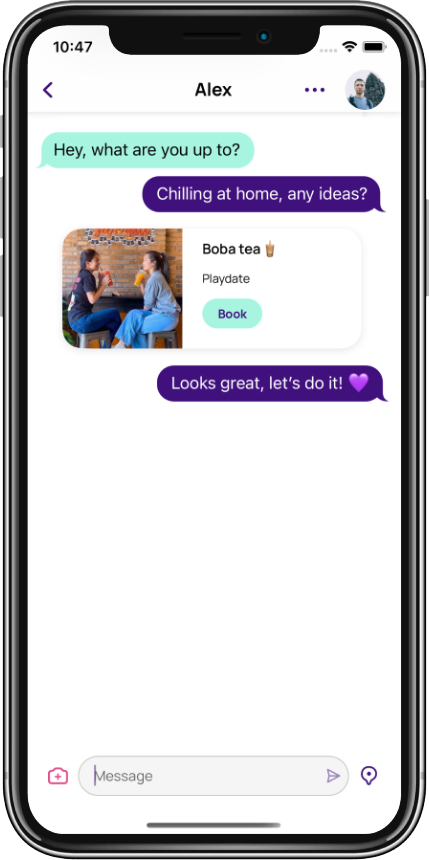 10:47
Alex
Hey, what are you up to?
Chilling at home, any ideas?
Boba tea 🧋
Playdate
Book
Looks great, let's do it! 💜
Message